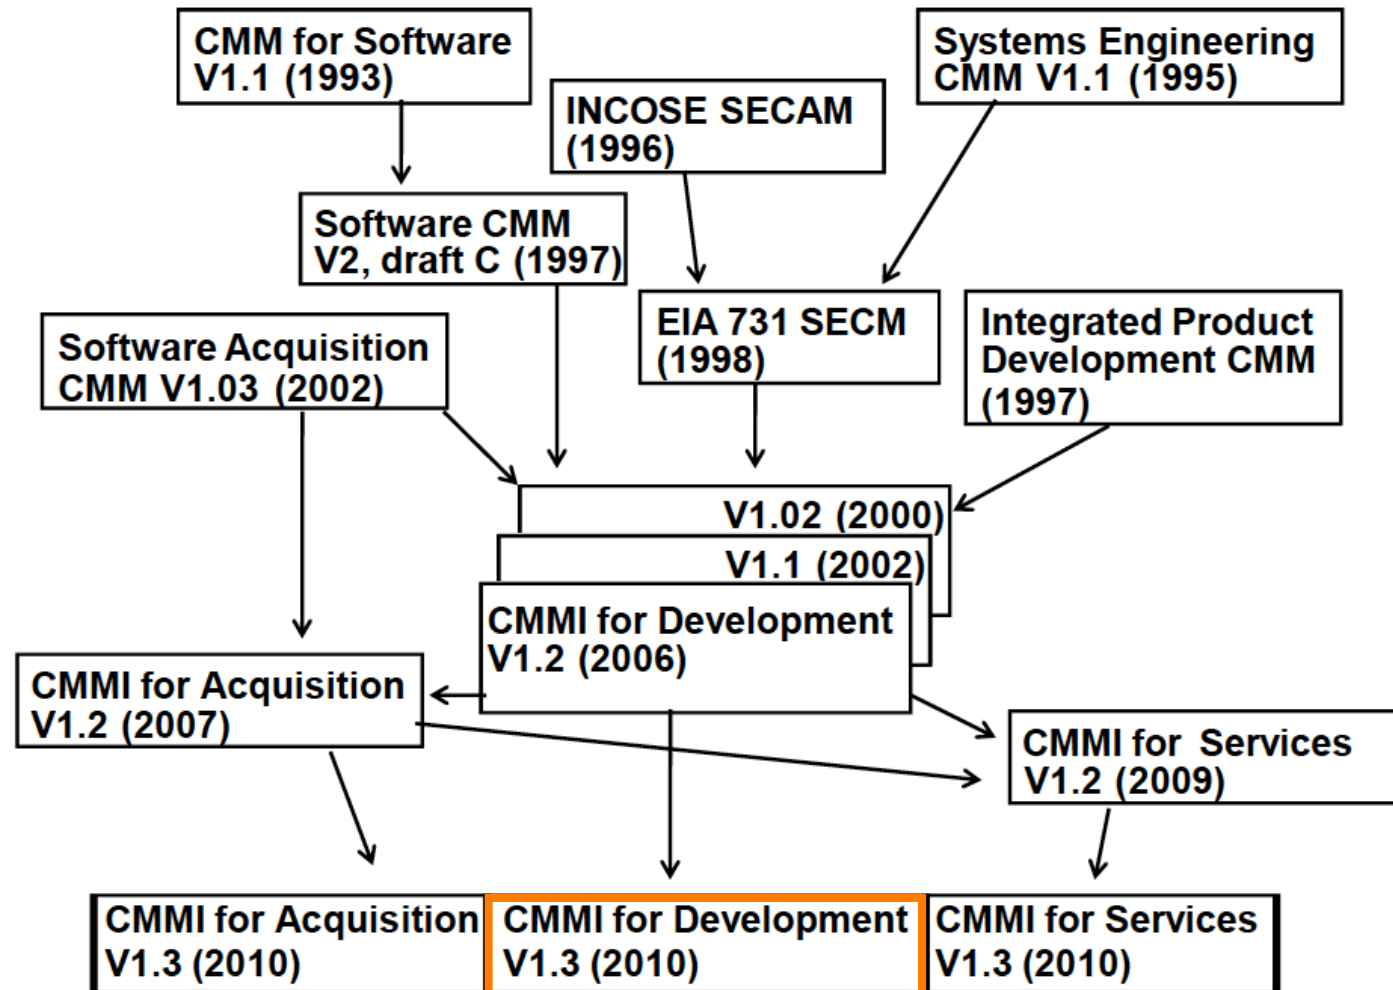 CMM for Software
V1.1 (1993)
Systems Engineering
CMM V1.1 (1995)
INCOSE SECAM
(1996)
Software CMM
V2, draft C (1997)
EIA 731 SECM
(1998)
Integrated Product
Development CMM
(1997)
Software Acquisition
CMM V1.03 (2002)
V1.02 (2000)
V1.1 (2002)
CMMI for Development
V1.2 (2006)
CMMI for Acquisition
V1.2 (2007)
CMMI for Services
V1.2 (2009)
CMMI for Acquisition
V1.3 (2010)
CMMI for Development
V1.3 (2010)
CMMI for Services
V1.3 (2010)